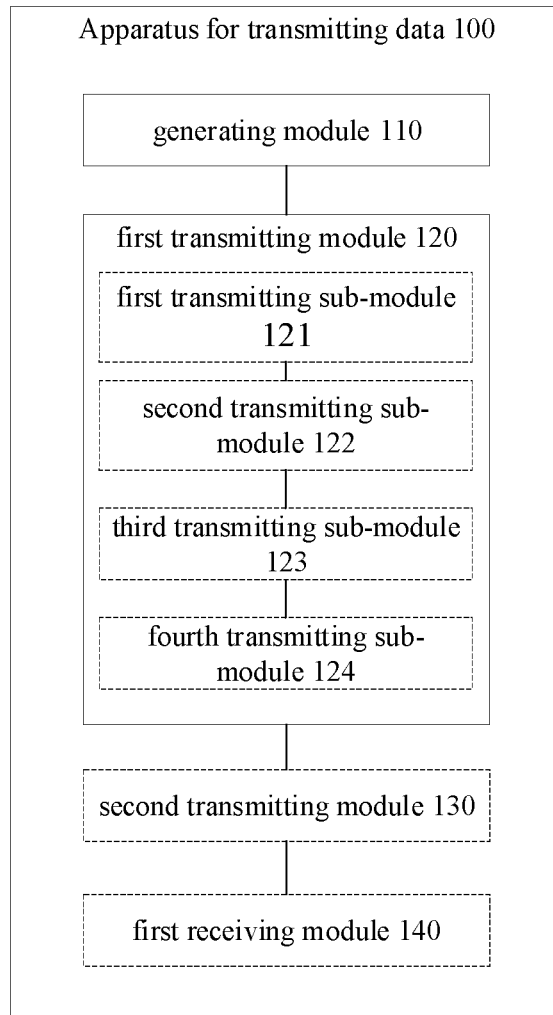 Apparatus for transmitting data 100
generating module 110
first transmitting module 120
first transmitting sub-module
121
second transmitting sub-
module 122
third transmitting sub-module
123
fourth transmitting sub-
module 124
second transmitting module 130
first receiving module 140